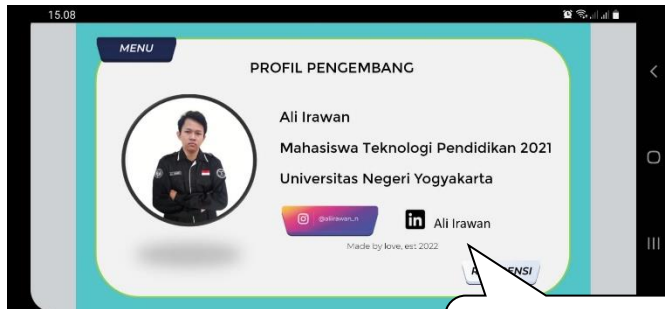 15.08
MENU
PROFIL PENGEMBANG
Ali Irawan
Mahasiswa Teknologi Pendidikan 2021
Universitas Negeri Yogyakarta
@aliirawan_n
in Ali Irawan
Made by love, est 2022